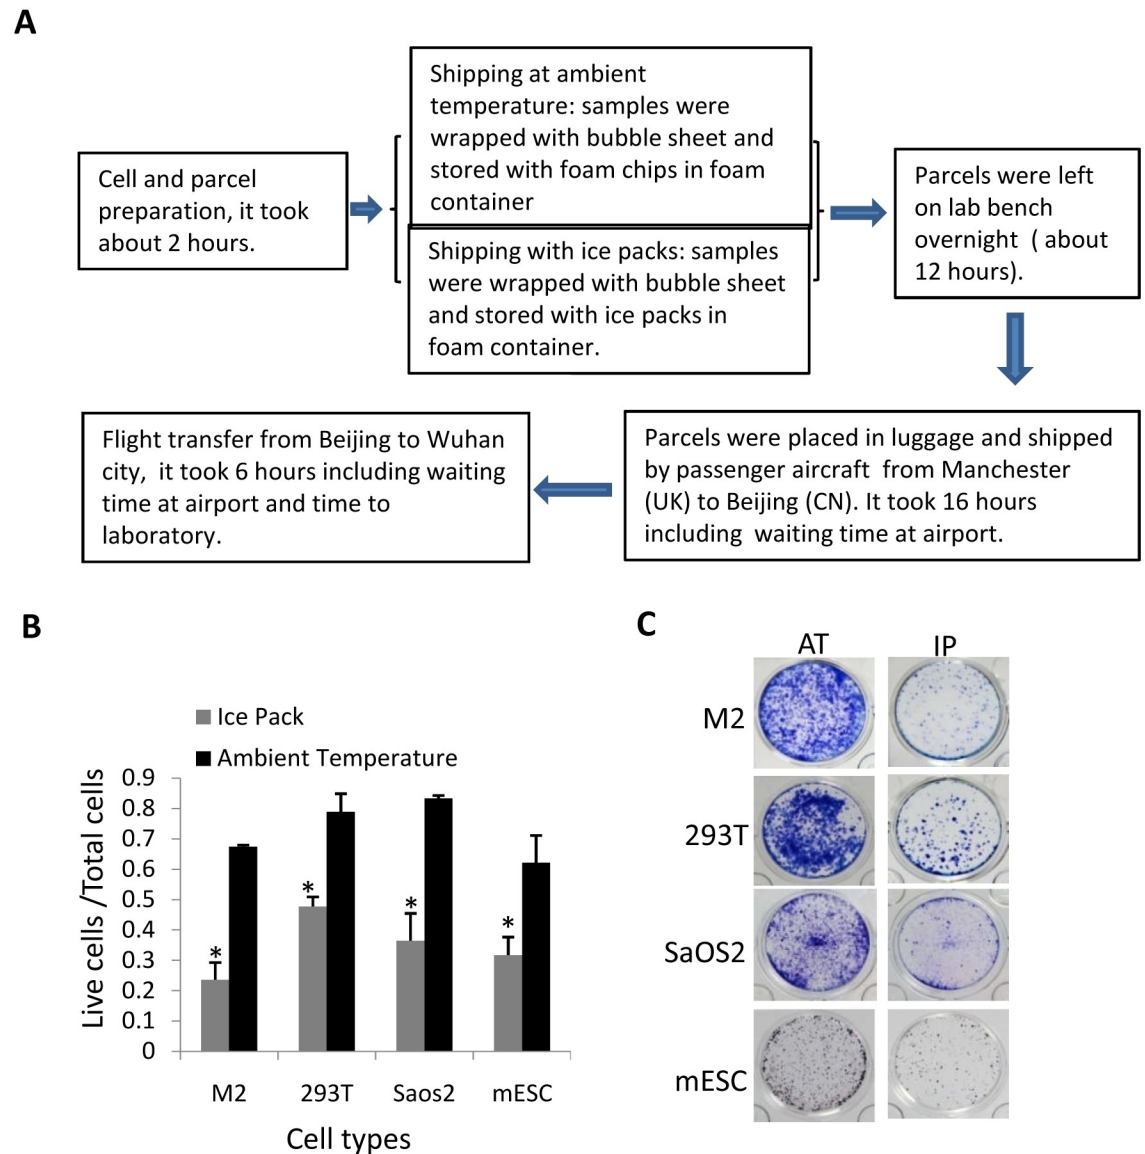 A
Cell and parcel
preparation, it took
about 2 hours.
Shipping at ambient
temperature: samples were
wrapped with bubble sheet and
stored with foam chips in foam
container
Shipping with ice packs: samples
were wrapped with bubble sheet
and stored with ice packs in
foam container.
Parcels were left
on lab bench
overnight ( about
12 hours).
Parcels were placed in luggage and shipped
by passenger aircraft from Manchester
(UK) to Beijing (CN). It took 16 hours
including waiting time at airport.
Flight transfer from Beijing to Wuhan
city, it took 6 hours including waiting
time at airport and time to
laboratory.
B
Ice Pack
Ambient Temperature
Live cells /Total cells
0.9
0.8
0.7
0.6
0.5
0.4
0.3
0.2
0.1
0
*
*
*
*
M2
293T
Saos2
mESC
Cell types
C
AT
IP
M2
293T
SaOS2
mESC